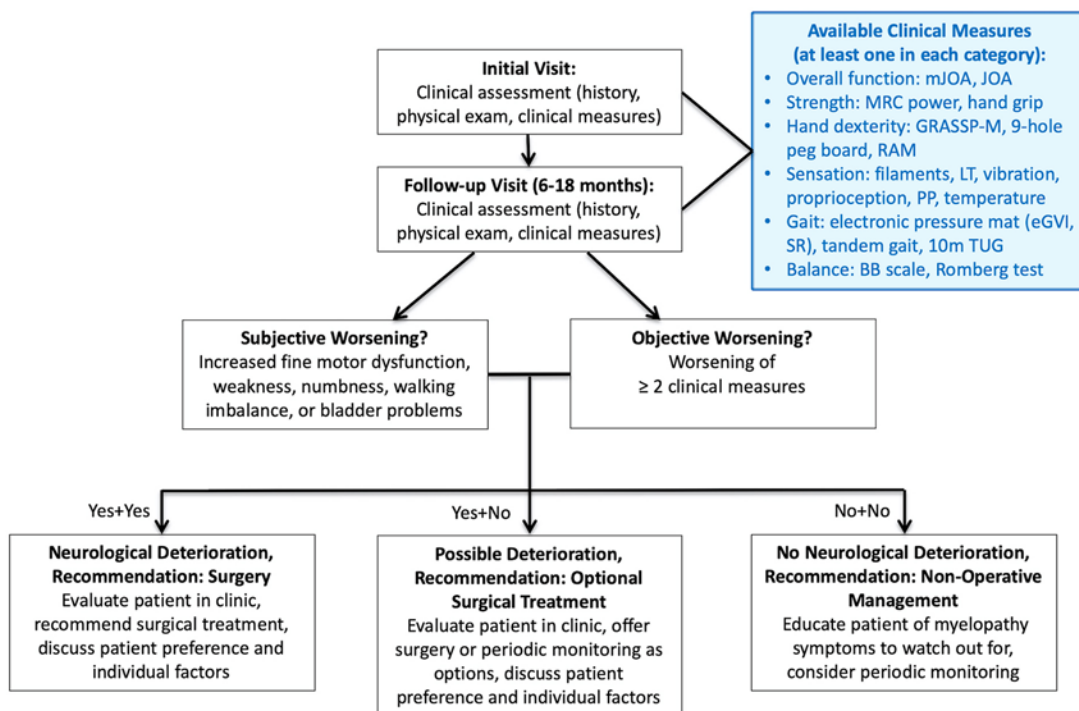 Initial Visit:
Clinical assessment (history,
physical exam, clinical measures)
Follow-up Visit (6-18 months):
Clinical assessment (history,
physical exam, clinical measures)
Available Clinical Measures
(at least one in each category):
• Overall function: mJOA, JOA
• Strength: MRC power, hand grip
• Hand dexterity: GRASSP-M, 9-hole
peg board, RAM
• Sensation: filaments, LT, vibration,
proprioception, PP, temperature
• Gait: electronic pressure mat (eGVI,
SR), tandem gait, 10m TUG
• Balance: BB scale, Romberg test
Subjective Worsening?
Increased fine motor dysfunction,
weakness, numbness, walking
imbalance, or bladder problems
Objective Worsening?
Worsening of
≥ 2 clinical measures
Yes+Yes
Yes+No
No+No
Neurological Deterioration,
Recommendation: Surgery
Evaluate patient in clinic,
recommend surgical treatment,
discuss patient preference and
individual factors
Possible Deterioration,
Recommendation: Optional
Surgical Treatment
Evaluate patient in clinic, offer
surgery or periodic monitoring as
options, discuss patient
preference and individual factors
No Neurological Deterioration,
Recommendation: Non-Operative
Management
Educate patient of myelopathy
symptoms to watch out for,
consider periodic monitoring